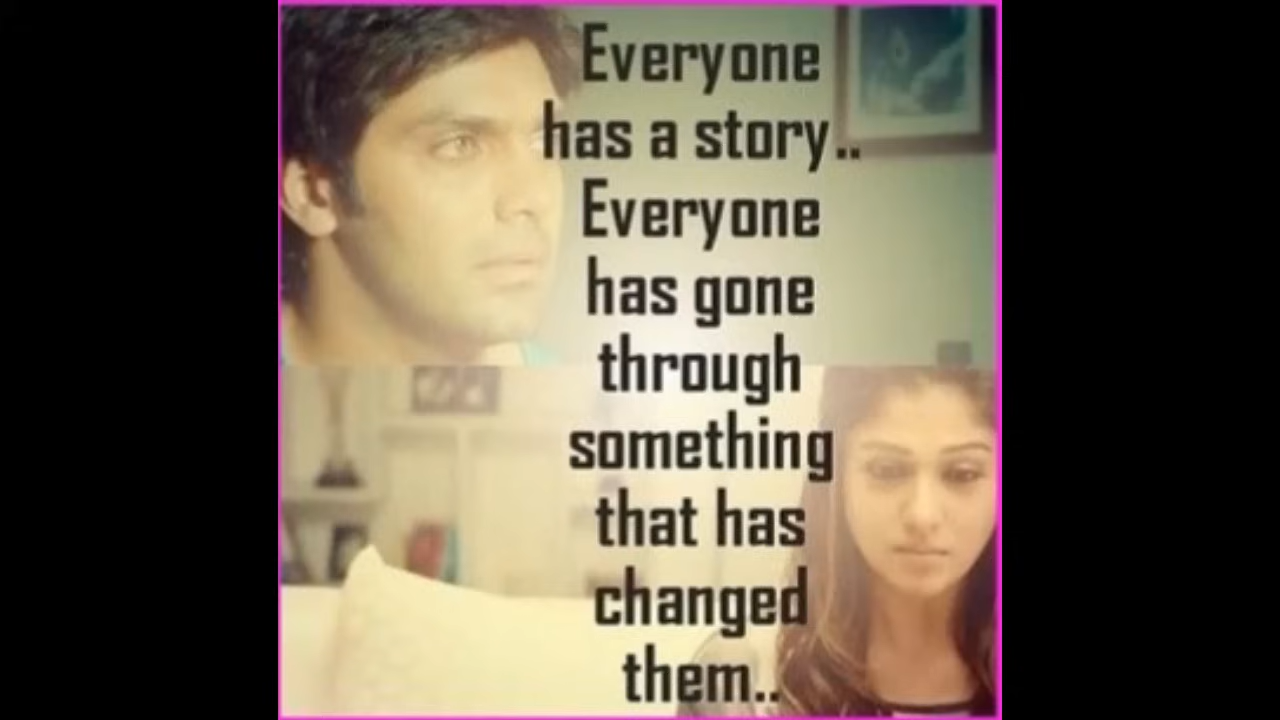 Everyone
has a story..
Everyone
has gone
through
something
that has
changed
them..